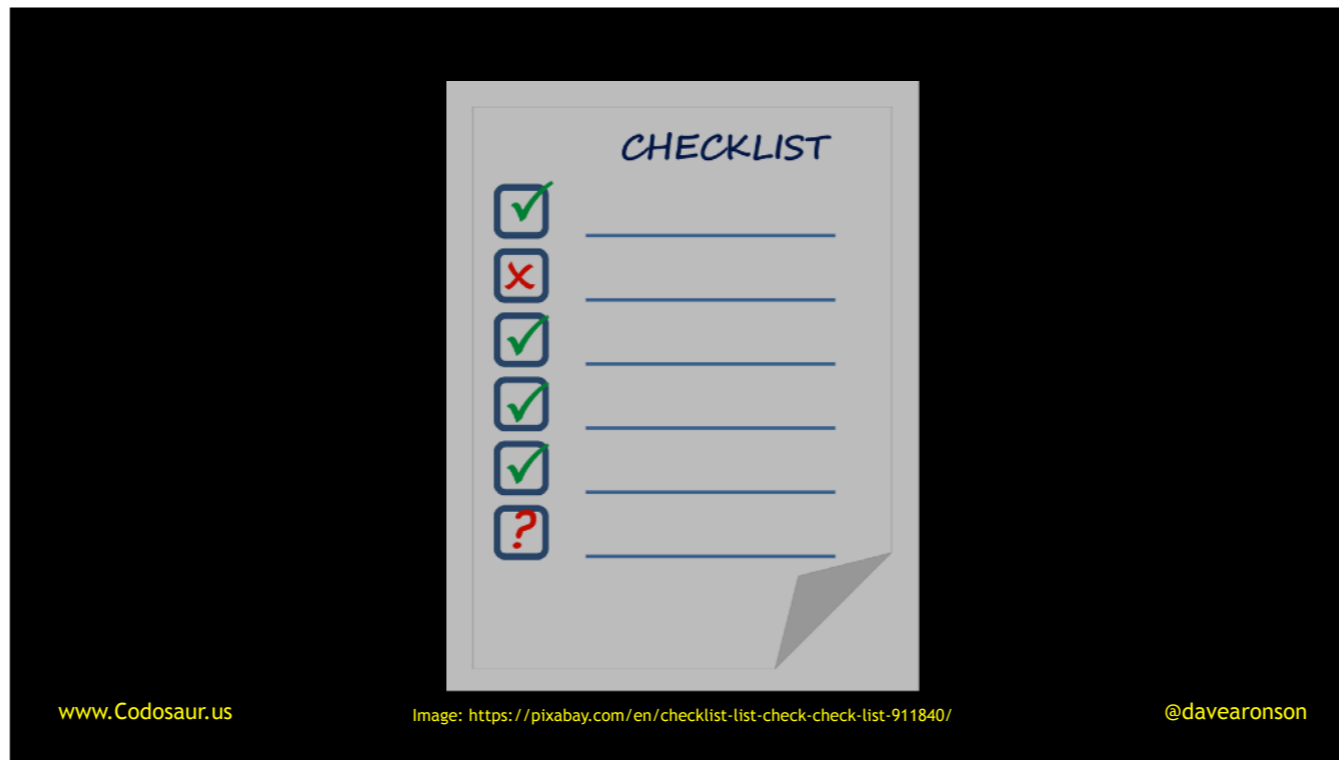 CHECKLIST
?
www.Codosaur.us
Image: https://pixabay.com/en/checklist-list-check-check-list-911840/
@davearonson